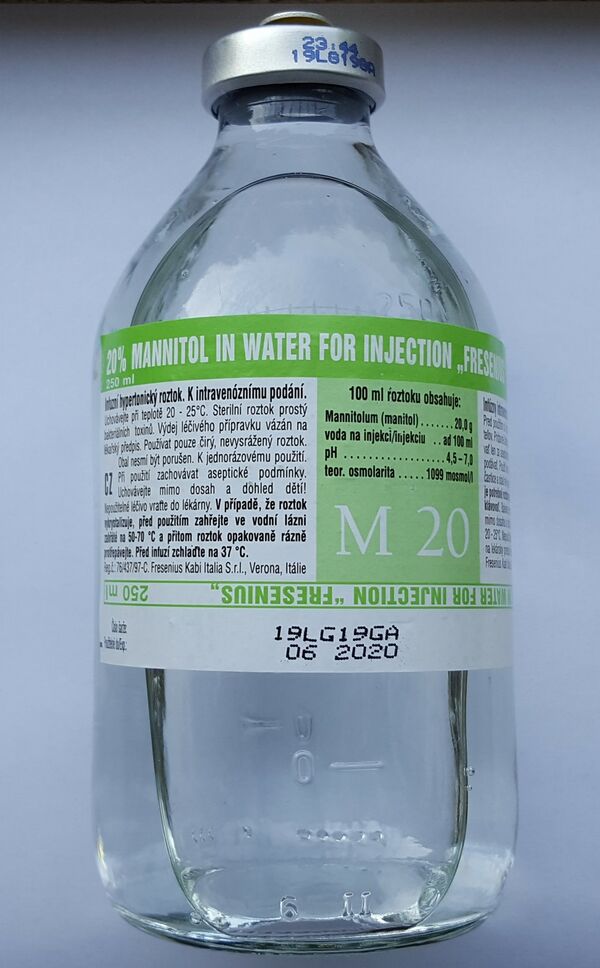 23:44
20% MANNITOL IN WATER FOR INJECTION „FRESENIUS
250 ml
Infuzní hypertonický roztok. K intravenóznímu podání.
Uchovávejte při teplotě 20 - 25°C. Sterilní roztok prostý
bakteriálních toxinů. Výdej léčivého přípravku vázán na
lékařský předpis. Používat pouze čirý, nevysrážený roztok.
Obal nesmí být porušen. K jednorázovému použití.
CZ Při použití zachovávat aseptické podmínky.
Uchovávejte mimo dosah a dohled dětí!
Nepoužitelné léčivo vraťte do lékárny. V případě, že roztok
vykrystalizuje, před použitím zahřejte ve vodní lázni
zahřáté na 50-70 °C a přitom roztok opakovaně rázně
protřepávejte. Před infuzí zchlaďte na 37 °C.
Reg.č.: 76/437/97-C. Fresenius Kabi Italia S.r.l., Verona, Itálie
100 ml roztoku obsahuje:
Mannitolum (manitol) ........ 20,0 g
voda na injekci/injekciu .. ad 100 ml
pH .................. 4,5 – 7,0
teor. osmolarita ..... 1099 mosmol/l
M 20
WATER FOR INJECTION „FRESENIUS"
250 ml
19LG19GA
06 2020